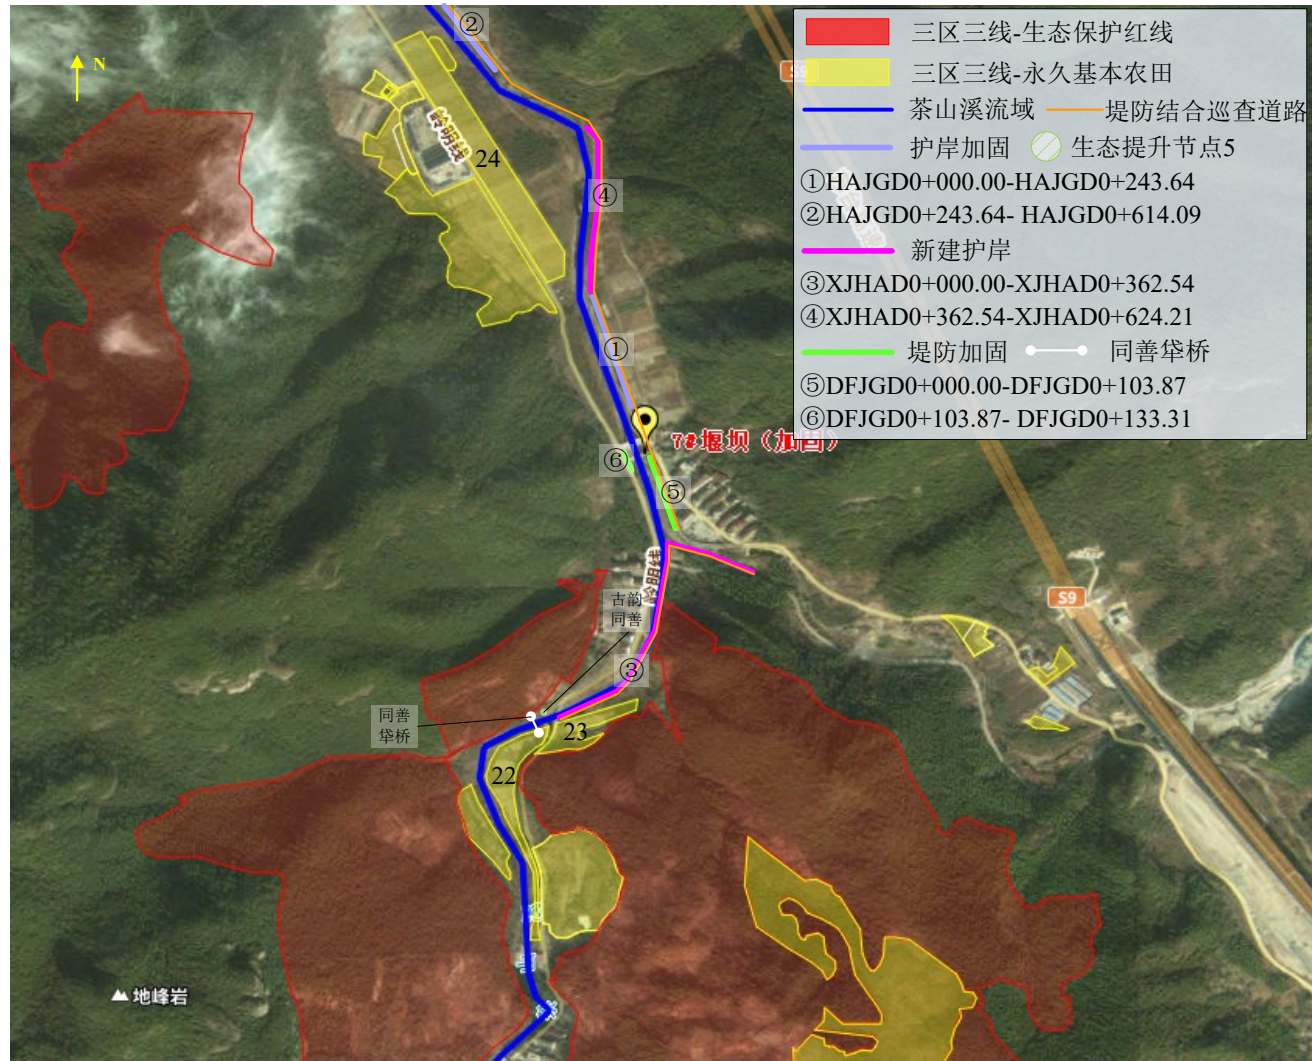 N
三区三线-生态保护红线
三区三线-永久基本农田
茶山溪流域 堤防结合巡查道路
护岸加固 生态提升节点5
①HAJGD0+000.00-HAJGD0+243.64
②HAJGD0+243.64- HAJGD0+614.09
新建护岸
③XJHAD0+000.00-XJHAD0+362.54
④XJHAD0+362.54-XJHAD0+624.21
堤防加固 同善牮桥
⑤DFJGD0+000.00-DFJGD0+103.87
⑥DFJGD0+103.87- DFJGD0+133.31
②
S9
岭明线
24
④
①
7#堰坝（加固）
⑥
⑤
岭明线
古韵
同善
S9
③
同善
牮桥
23
22
地峰岩